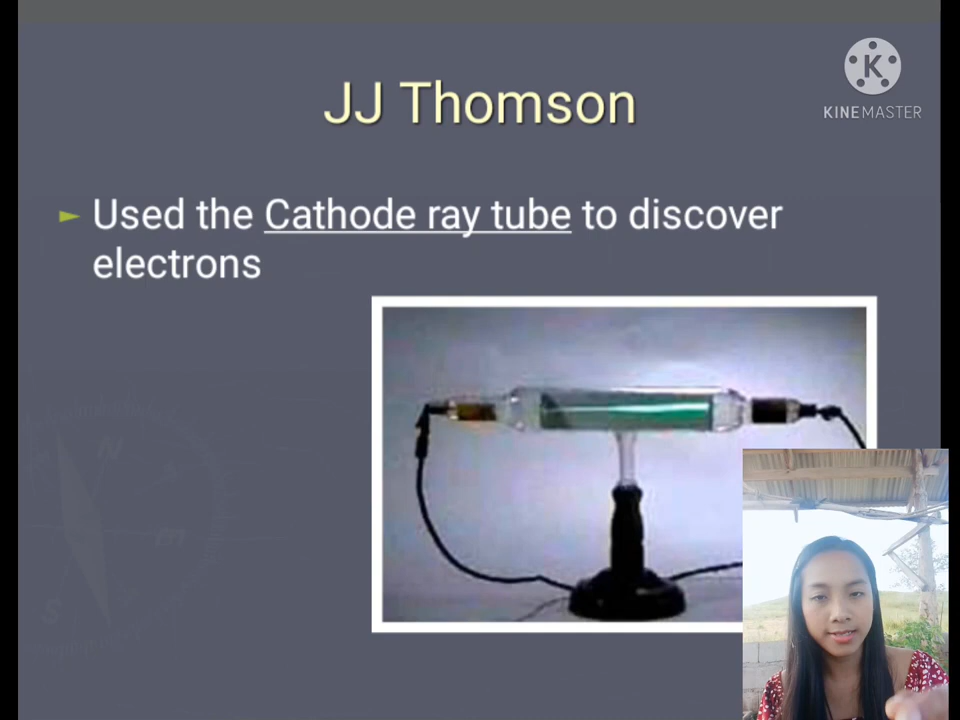 JJ Thomson
K
KINEMASTER
► Used the Cathode ray tube to discover
electrons
N
S